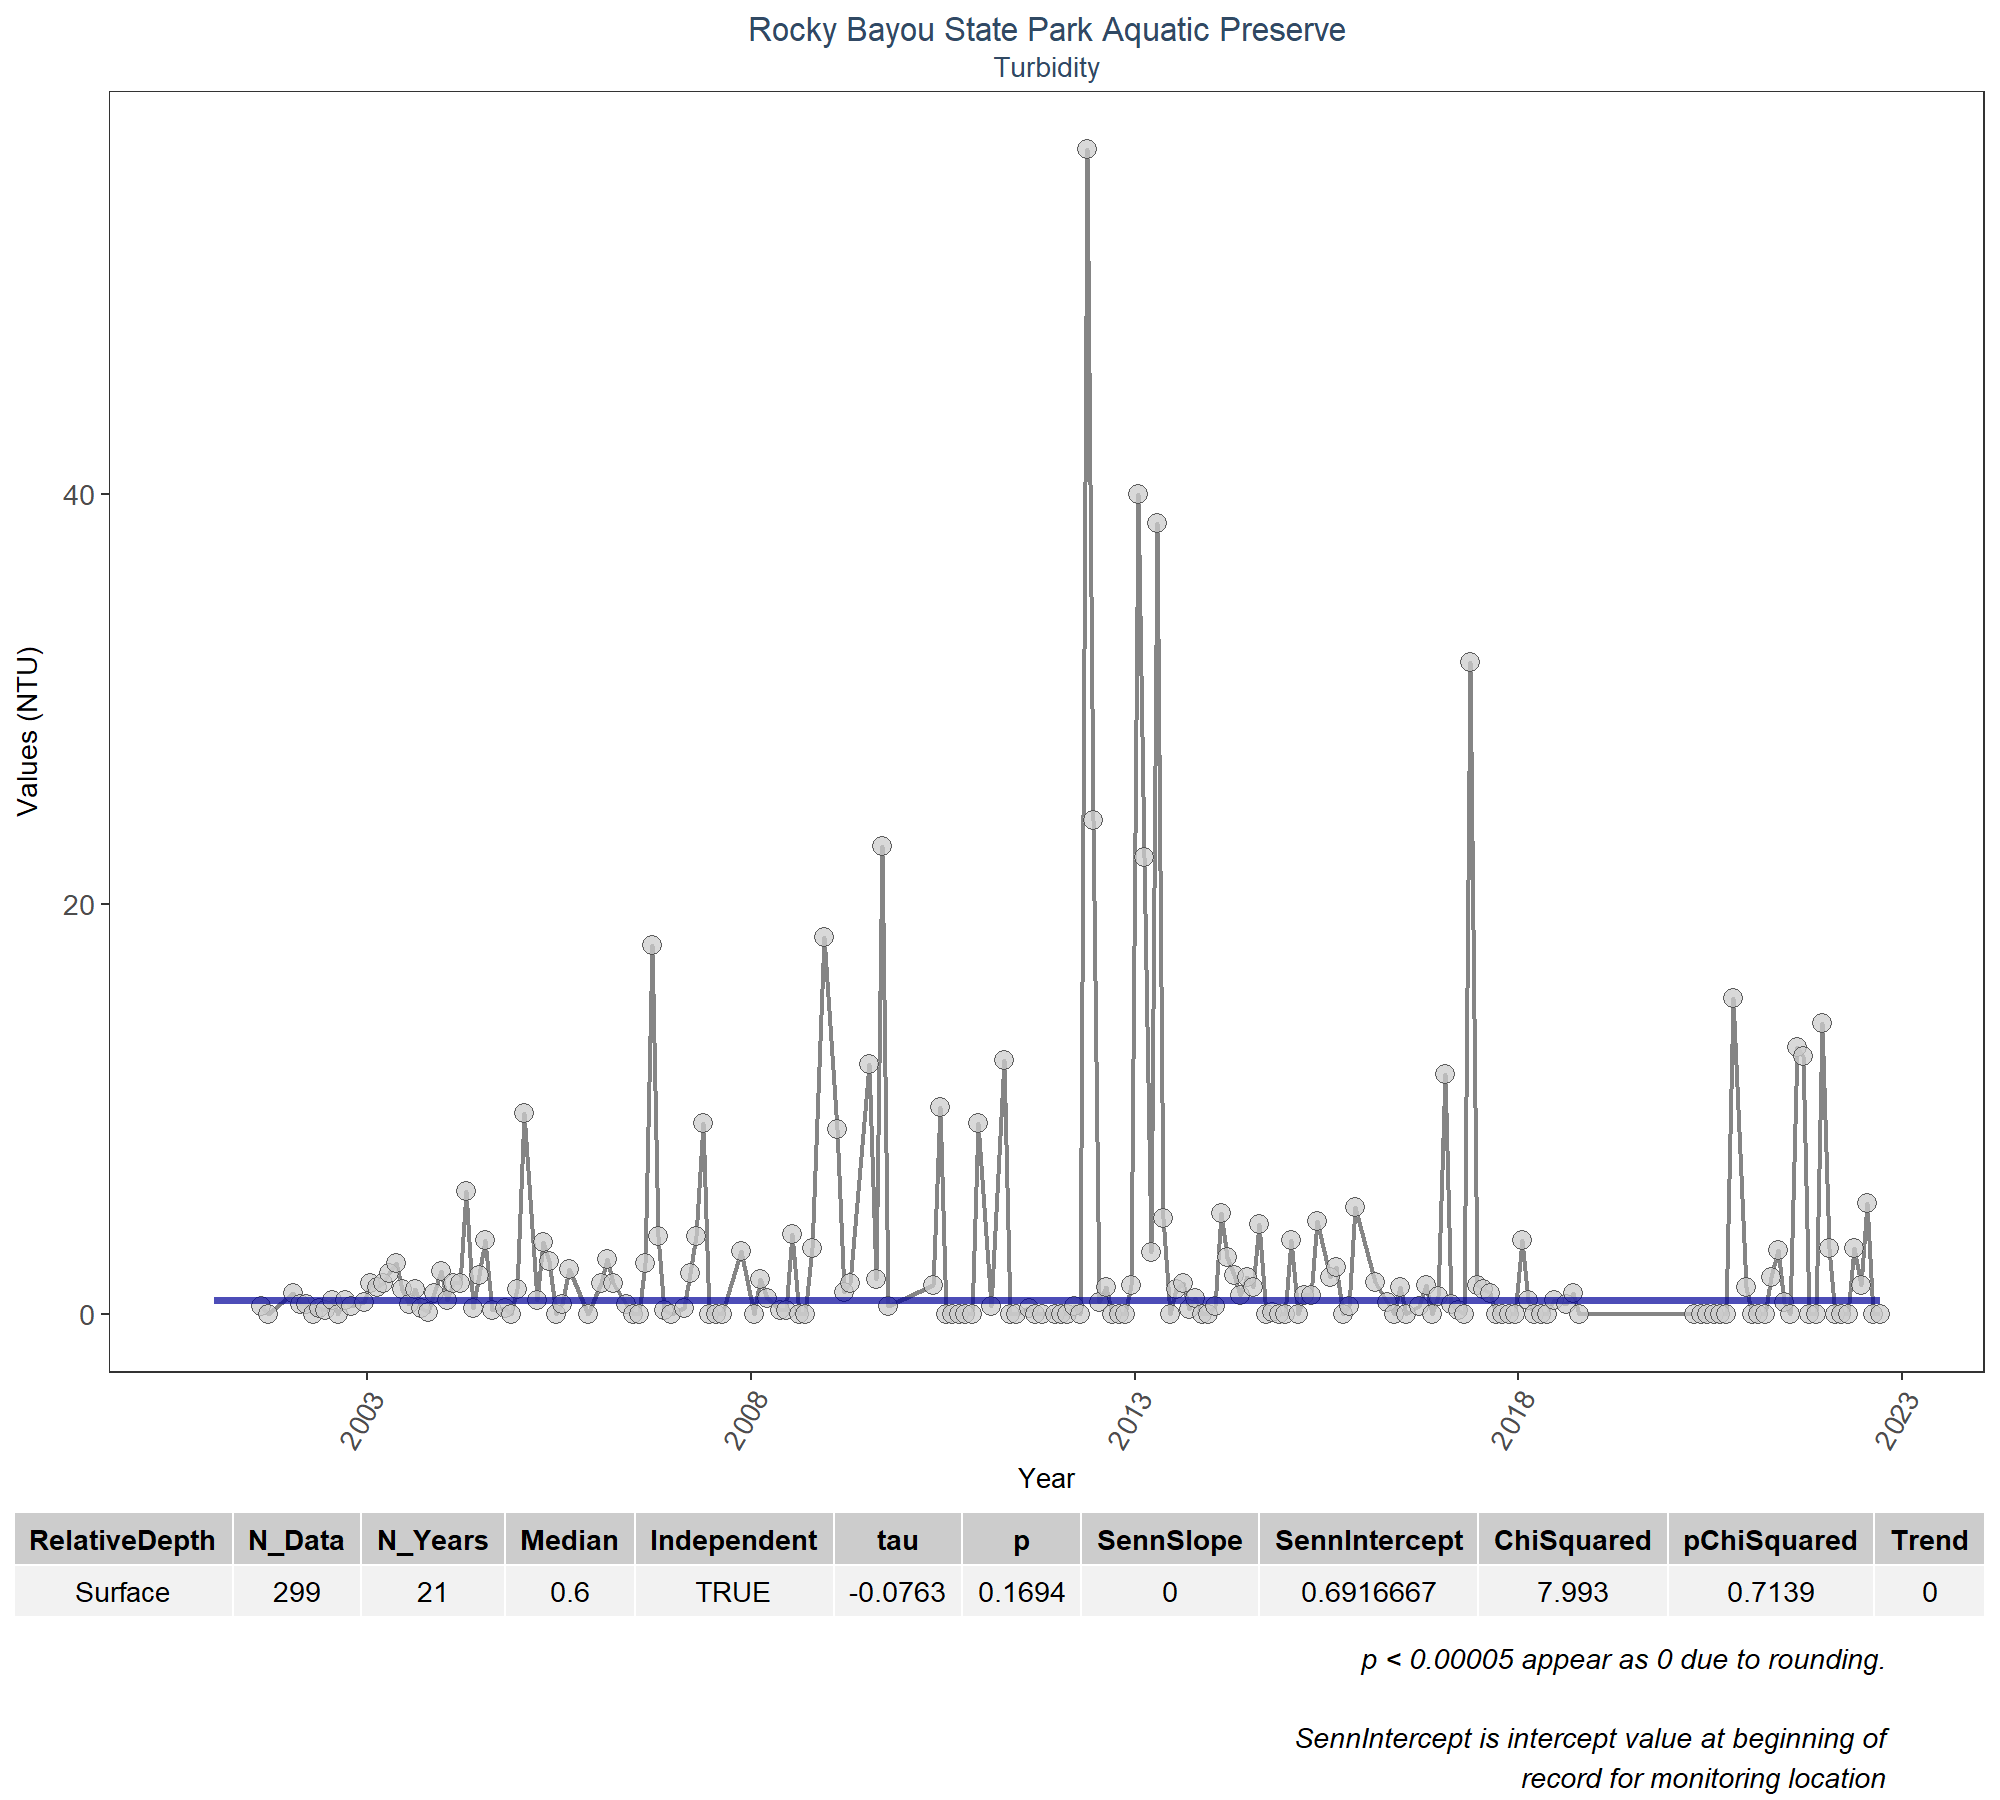 Rocky Bayou State Park Aquatic Preserve
Turbidity
Values (NTU)
40
20
0
2003 2008 2013 2018 2023
Year
RelativeDepth N_Data N_Years Median Independent tau p SennSlope SennIntercept ChiSquared pChiSquared Trend
Surface 299 21 0.6 TRUE -0.0763 0.1694 0 0.6916667 7.993 0.7139 0
p < 0.00005 appear as 0 due to rounding.
SennIntercept is intercept value at beginning of
record for monitoring location